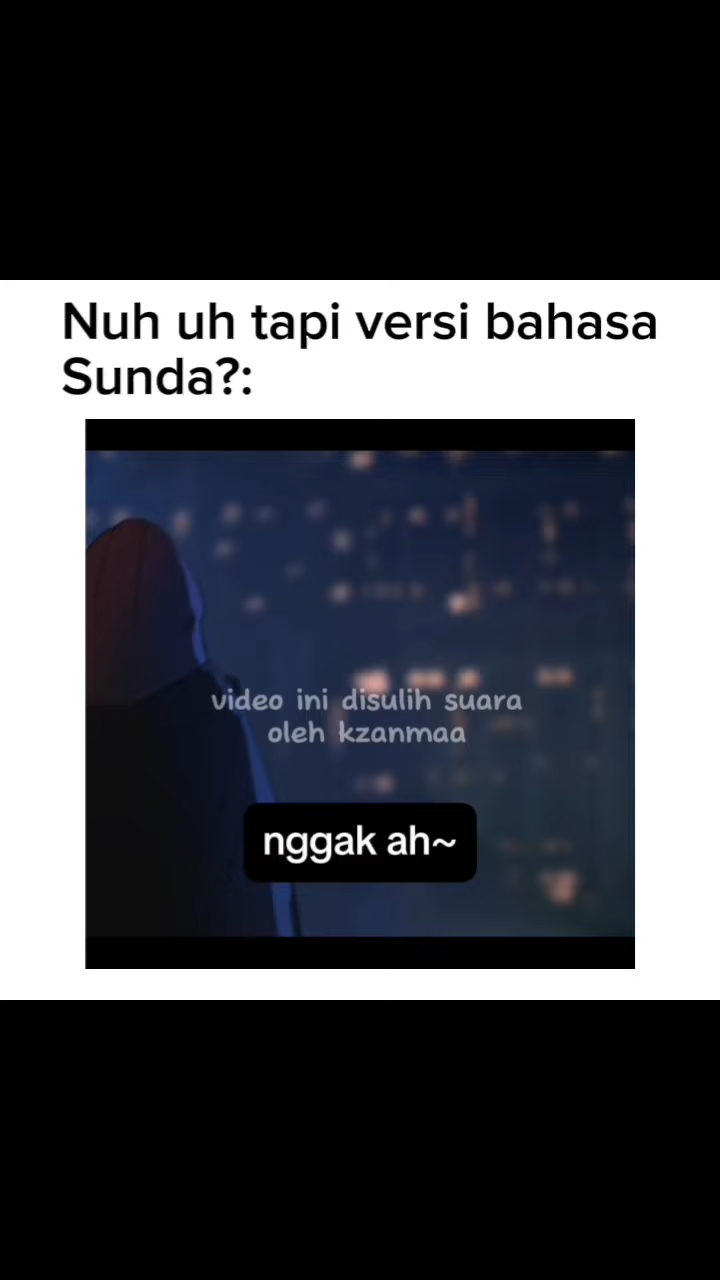 Nuh uh tapi versi bahasa
Sunda?:
video ini disulih suara
oleh kzanmaa
nggak ah~